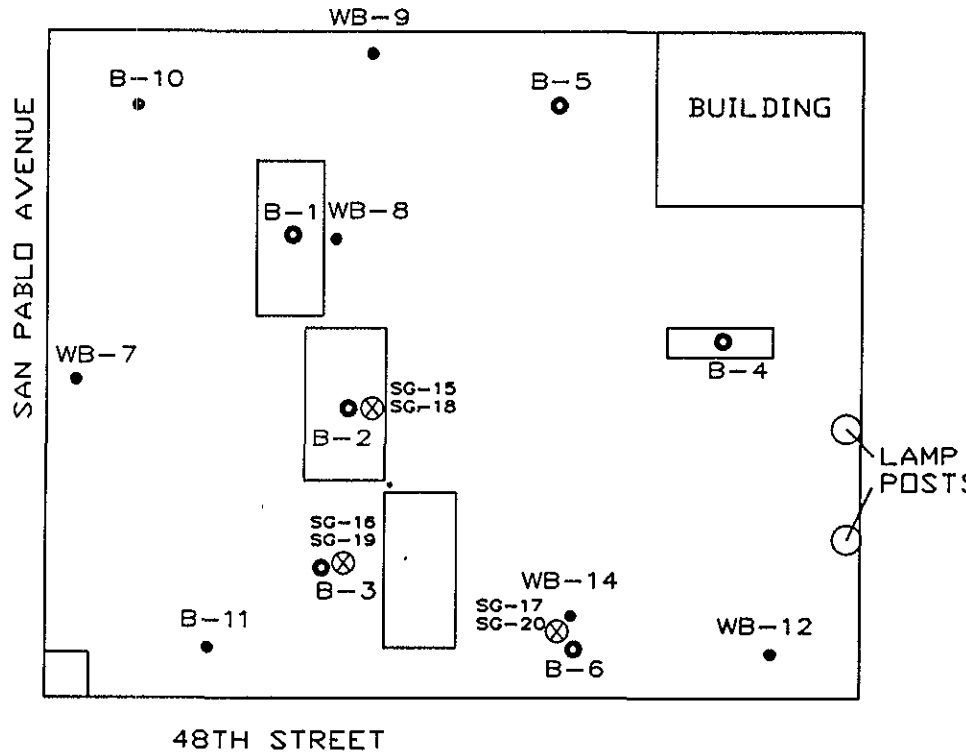 WB-9
B-10
B-5
BUILDING
SAN PABLO AVENUE
B-1
WB-8
WB-7
B-4
SG-15
SG-18
B-2
LAMP
POSTS
SG-16
SG-19
B-3
WB-14
SG-17
SG-20
B-11
WB-12
B-6
48TH STREET